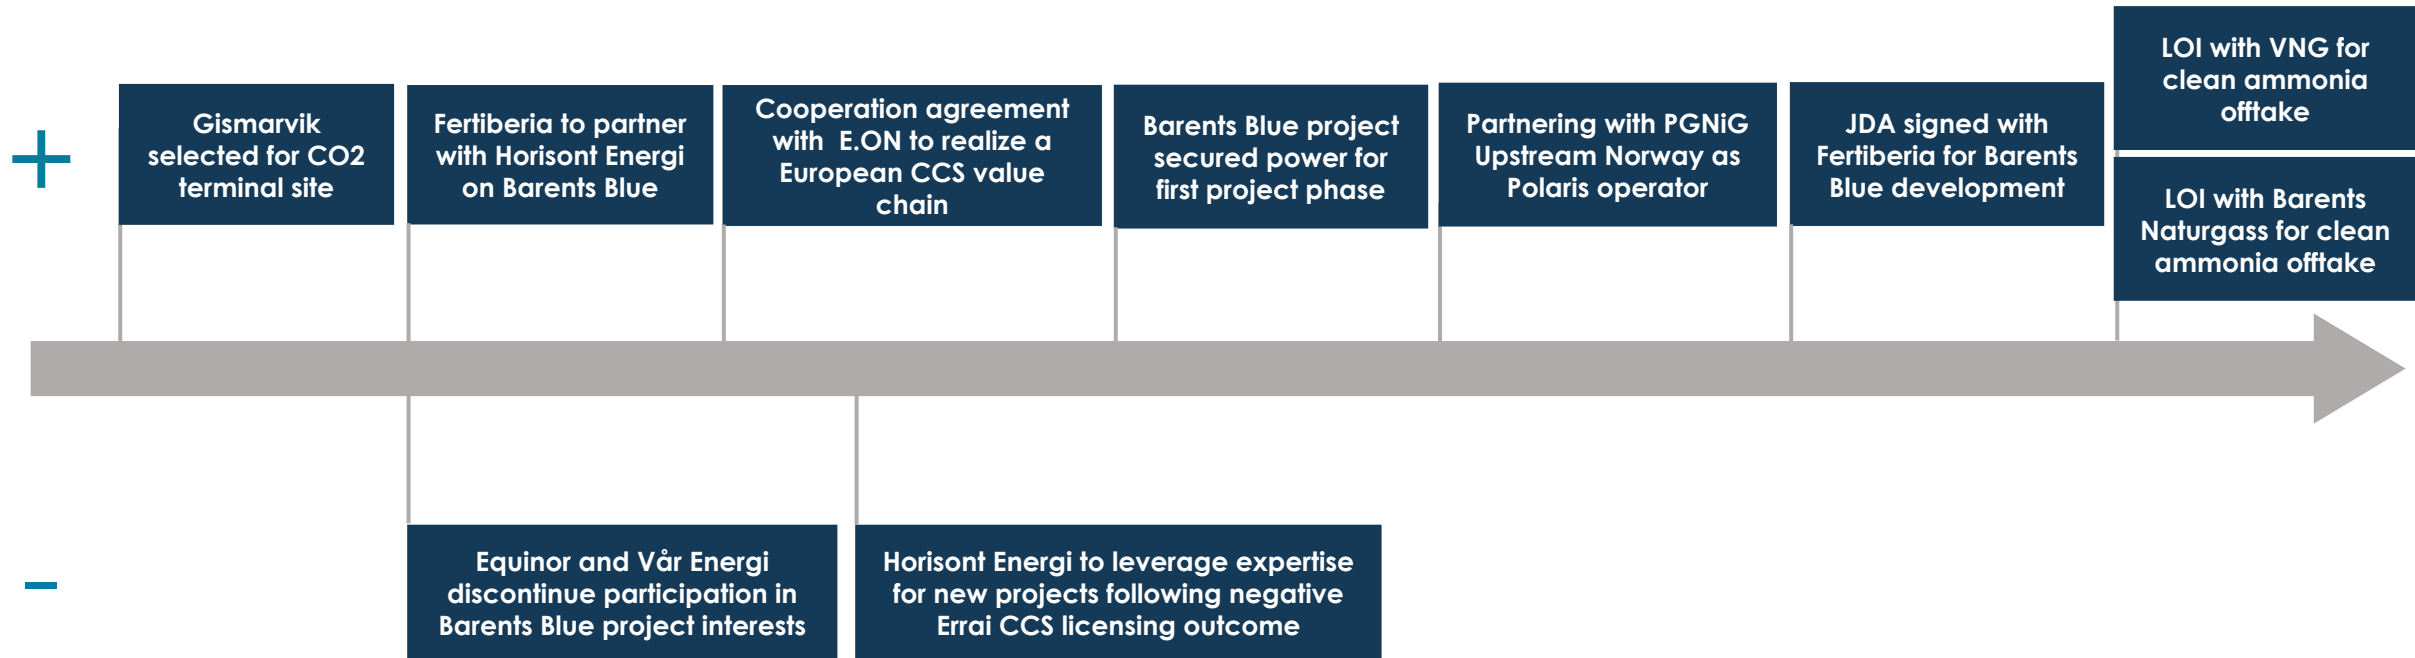 +
Gismarvik
selected for CO2
terminal site
Fertiberia to partner
with Horisont Energi
on Barents Blue
Cooperation agreement
with E.ON to realize a
European CCS value
chain
Barents Blue project
secured power for
first project phase
Partnering with PGNiG
Upstream Norway as
Polaris operator
JDA signed with
Fertiberia for Barents
Blue development
LOI with VNG for
clean ammonia
offtake
LOI with Barents
Naturgass for clean
ammonia offtake
-
Equinor and Vår Energi
discontinue participation in
Barents Blue project interests
Horisont Energi to leverage expertise
for new projects following negative
Errai CCS licensing outcome